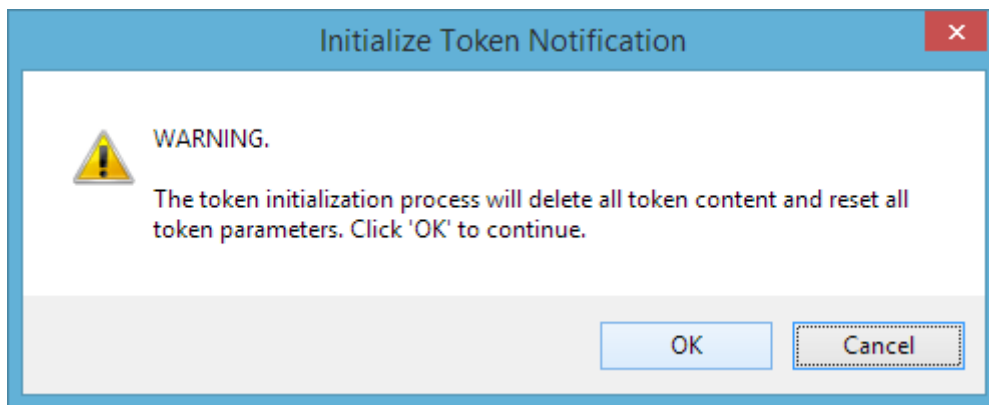 Initialize Token Notification
WARNING.
The token initialization process will delete all token content and reset all
token parameters. Click 'OK' to continue.
OK
Cancel